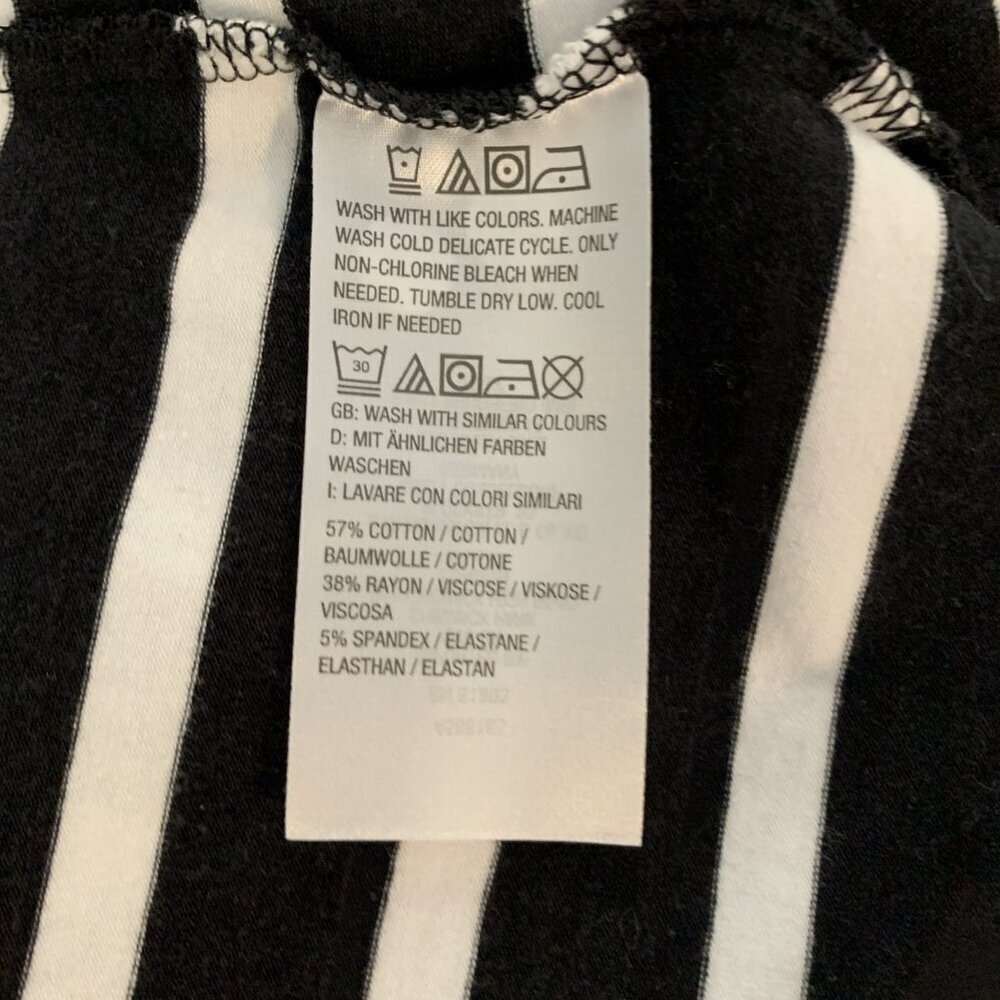 WASH WITH LIKE COLORS. MACHINE
WASH COLD DELICATE CYCLE. ONLY
NON-CHLORINE BLEACH WHEN
NEEDED. TUMBLE DRY LOW. COOL
IRON IF NEEDED
30
GB: WASH WITH SIMILAR COLOURS
D: MIT ÄHNLICHEN FARBEN
WASCHEN
I: LAVARE CON COLORI SIMILARI
57% COTTON / COTTON /
BAUMWOLLE / COTONE
38% RAYON / VISCOSE / VISKOSE /
VISCOSA
5% SPANDEX / ELASTANE /
ELASTHAN / ELASTAN